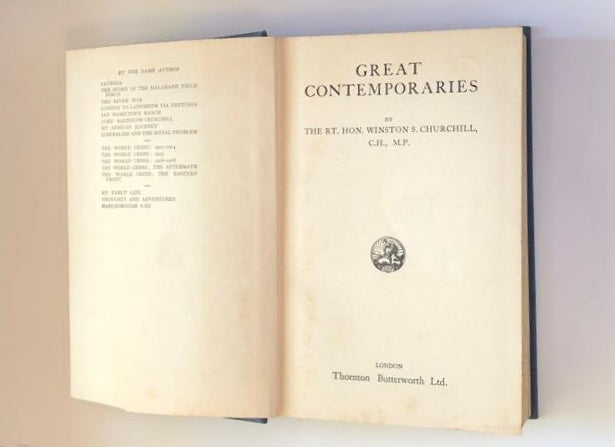 BY THE SAME AUTHOR
SAVROLA
THE STORY OF THE MALAKAND FIELD
FORCE
THE RIVER WAR
LONDON TO LADYSMITH VIA PRETORIA
IAN HAMILTON'S MARCH
LORD RANDOLPH CHURCHILL
MY AFRICAN JOURNEY
LIBERALISM AND THE SOCIAL PROBLEM
THE WORLD CRISIS: 1911-1914
THE WORLD CRISIS: 1915
THE WORLD CRISIS: 1916-1918
THE WORLD CRISIS: THE AFTERMATH
THE WORLD CRISIS: THE EASTERN
FRONT
MY EARLY LIFE
THOUGHTS AND ADVENTURES
MARLBOROUGH I-III
GREAT
CONTEMPORARIES
BY
THE RT. HON. WINSTON S. CHURCHILL,
C.H., M.P.
LONDON
Thornton Butterworth Ltd.